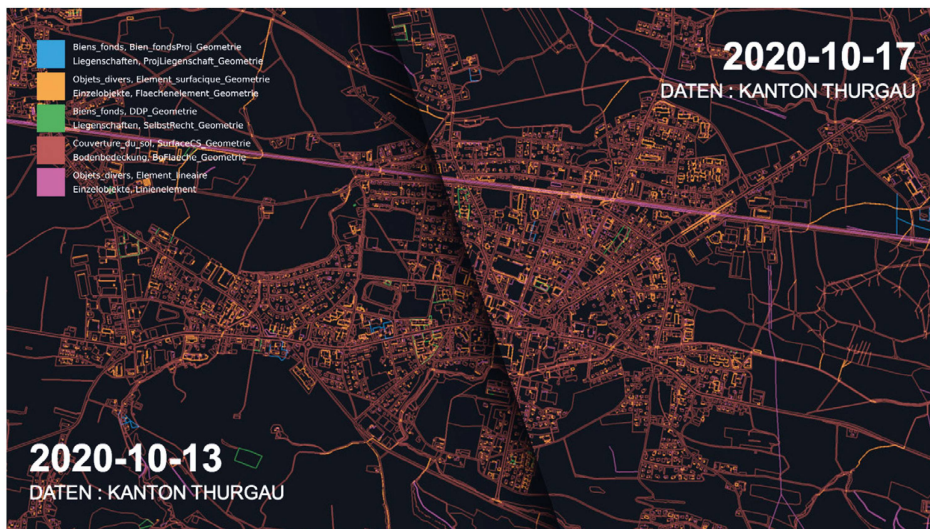 Biens_fonds, Bien_fondsProj_Geometrie
Liegenschaften, ProjLiegenschaft_Geometrie
Objets_divers, Element_surfacique_Geometrie
Einzelobjekte, Flaechenelement_Geometrie
Biens_fonds, DDP_Geometrie
Liegenschaften, SelbstRecht_Geometrie
Couverture_du_sol, SurfaceCS_Geometrie
Bodenbedeckung, BoFlaeche_Geometrie
Objets_divers, Element_lineaire
Einzelobjekte, Linienelement
2020-10-17
DATEN : KANTON THURGAU
2020-10-13
DATEN : KANTON THURGAU